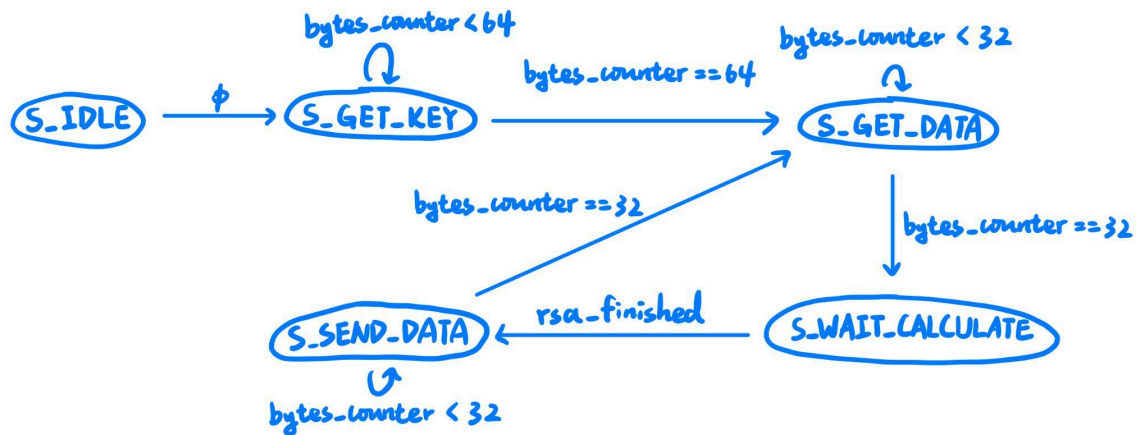 bytes_counter < 64
bytes_counter < 32
bytes_counter == 64
S_IDLE
ϕ
S_GET_KEY
S_GET_DATA
bytes_counter == 32
bytes_counter == 32
rsa_finished
S_SEND_DATA
S_WAIT_CALCULATE
bytes_counter < 32